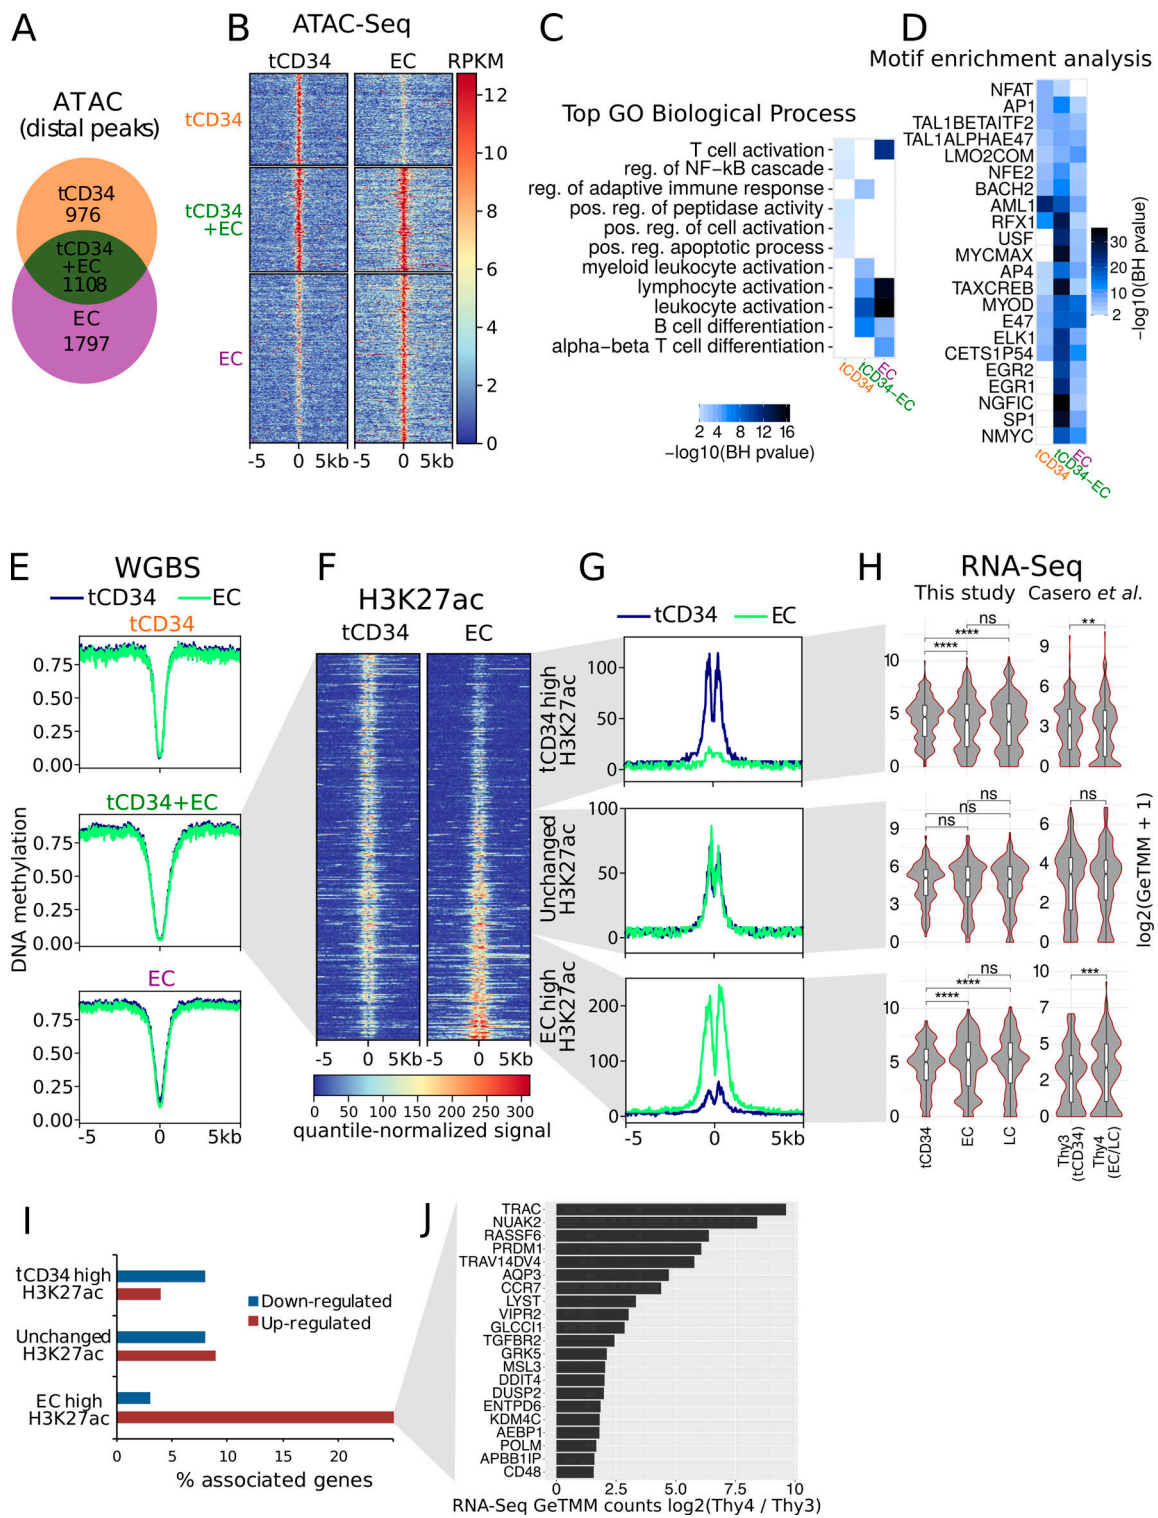 A
ATAC
(distal peaks)
tCD34
976
tCD34
+EC
1108
EC
1797
B
ATAC-Seq
tCD34
EC
RPKM
tCD34
tCD34
+EC
EC
12
10
8
6
4
2
0
-5
0
5kb
-5
0
5kb
C
Top GO Biological Process
T cell activation
reg. of NF−kB cascade
reg. of adaptive immune response
pos. reg. of peptidase activity
pos. reg. of cell activation
pos. reg. apoptotic process
myeloid leukocyte activation
lymphocyte activation
leukocyte activation
B cell differentiation
alpha-beta T cell differentiation
tCD34
tCD34−EC
EC
2 4 8 12 16
−log10(BH pvalue)
D
Motif enrichment analysis
NFAT
AP1
TAL1BETAITF2
TAL1ALPHAE47
LMO2COM
NFE2
BACH2
AML1
RFX1
USF
MYCMAX
AP4
TAXCREB
MYOD
E47
ELK1
CETS1P54
EGR2
EGR1
NGFIC
SP1
NMYC
tCD34
tCD34−EC
EC
30
20
10
2
−log10(BH pvalue)
E
WGBS
tCD34
EC
tCD34
0.75
0.50
0.25
0.00
tCD34+EC
0.75
0.50
0.25
0.00
EC
0.75
0.50
0.25
0.00
DNA methylation
-5
0
5kb
F
H3K27ac
tCD34
EC
-5
0
5Kb
-5
0
5Kb
0 50 100 150 200 250 300
quantile-normalized signal
G
tCD34
EC
tCD34 high
H3K27ac
100
50
0
Unchanged
H3K27ac
100
50
0
EC high
H3K27ac
200
100
0
-5
0
5kb
H
RNA-Seq
This study
Casero et al.
ns
****
****
10
5
0
**
9
6
3
0
ns
ns
ns
9
6
3
0
ns
6
4
2
0
ns
****
****
10
5
0
***
10
7
5
2
0
log2(GeTMM + 1)
tCD34
EC
LC
Thy3
(tCD34)
Thy4
(EC/LC)
I
tCD34 high
H3K27ac
Unchanged
H3K27ac
EC high
H3K27ac
Down-regulated
Up-regulated
0
5
10
15
20
% associated genes
J
TRAC
NUAK2
RASSF6
PRDM1
TRAV14DV4
AQP3
CCR7
LYST
VIPR2
GLCCI1
TGFBR2
GRK5
MSL3
DDIT4
DUSP2
ENTPD6
KDM4C
AEBP1
POLM
APBB1IP
CD48
0
2.5
5.0
7.5
10
RNA-Seq GeTMM counts log2(Thy4 / Thy3)